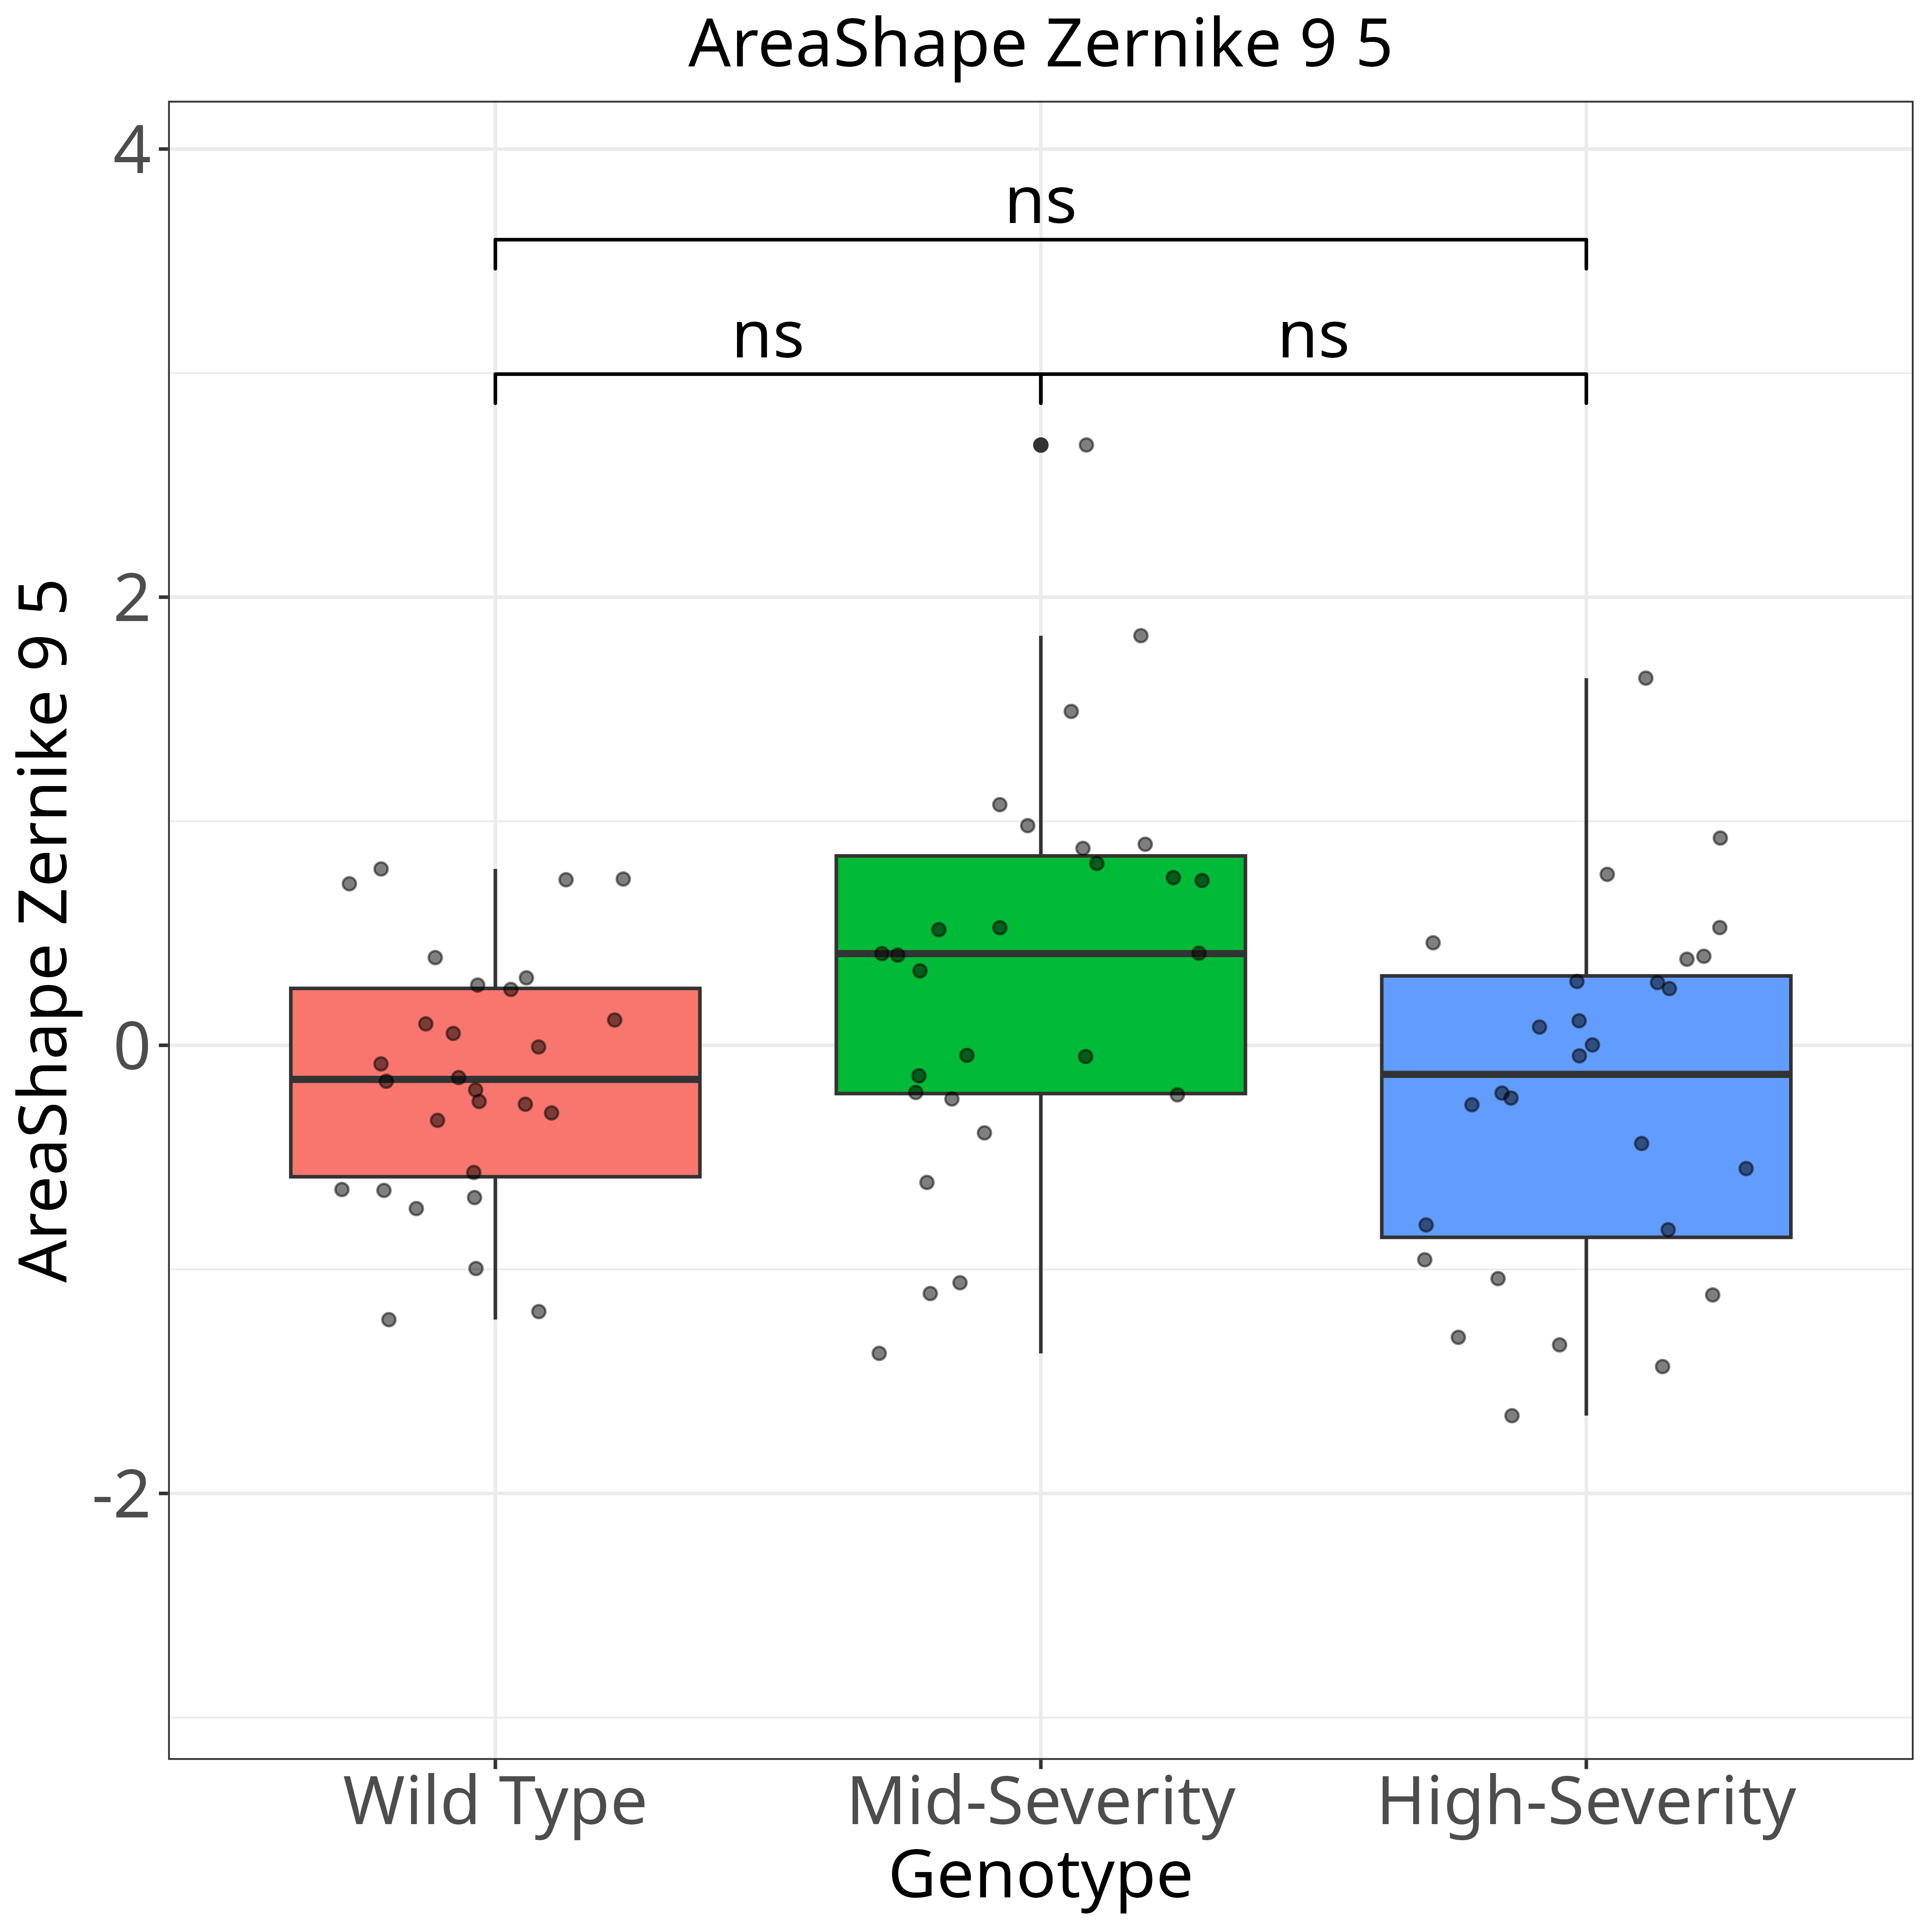 AreaShape Zernike 9 5
4
2
0
-2
AreaShape Zernike 9 5
ns
ns
ns
Wild Type
Mid-Severity
High-Severity
Genotype